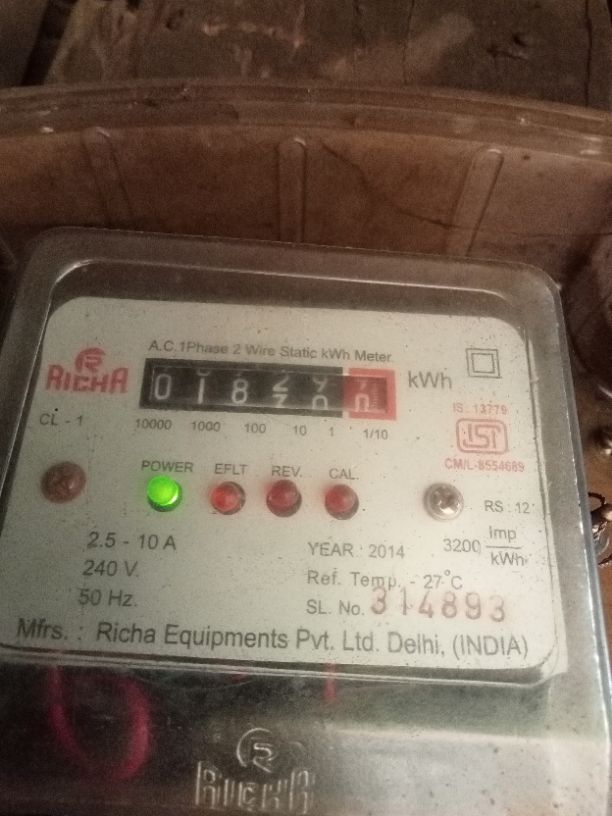 A.C.1Phase 2 Wire Static kWh Meter.
RICHA
018
kWh
10000 1000 100 10 1 1/10
CL - 1
IS : 13779
ISI
CM/L-8554689
POWER EFLT REV. CAL.
RS : 12
2.5 - 10 A
240 V.
50 Hz.
YEAR : 2014
3200 Imp/kWh
Ref. Temp. - 27°C
SL. No. 314893
Mfrs. : Richa Equipments Pvt. Ltd. Delhi, (INDIA)
RICHA